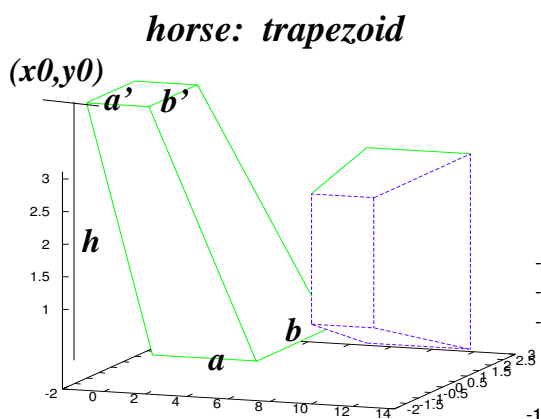 horse: trapezoid
(x0,y0)
a’ b’
3
2.5
2
1.5
1
h
a
b
-2 0 2 4 6 8 10 12 14
-2 -1.5 -1 -0.5 0 0.5 1 1.5 2 2.5 3
-
-
-
-1